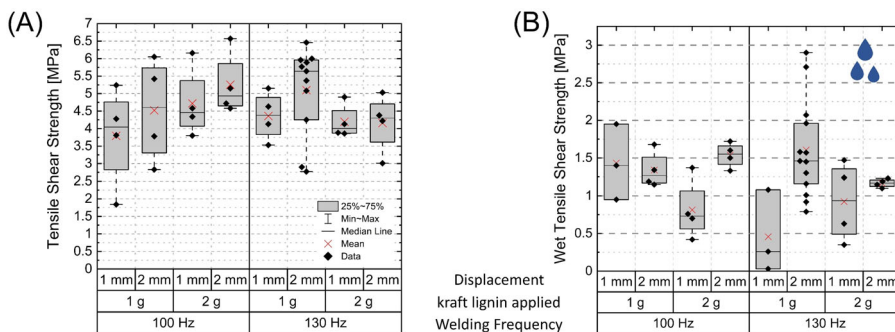 (A)
Tensile Shear Strength [MPa]
6.5
6
5.5
5
4.5
4
3.5
3
2.5
2
1.5
1
0.5
0
25%~75%
Min~Max
Median Line
Mean
Data
1 mm 2 mm 1 mm 2 mm 1 mm 2 mm 1 mm 2 mm
1 g 2 g 1 g 2 g
100 Hz 130 Hz
Displacement
kraft lignin applied
Welding Frequency
(B)
Wet Tensile Shear Strength [MPa]
3
2.5
2
1.5
1
0.5
0
1 mm 2 mm 1 mm 2 mm 1 mm 2 mm 1 mm 2 mm
1 g 2 g 1 g 2 g
100 Hz 130 Hz